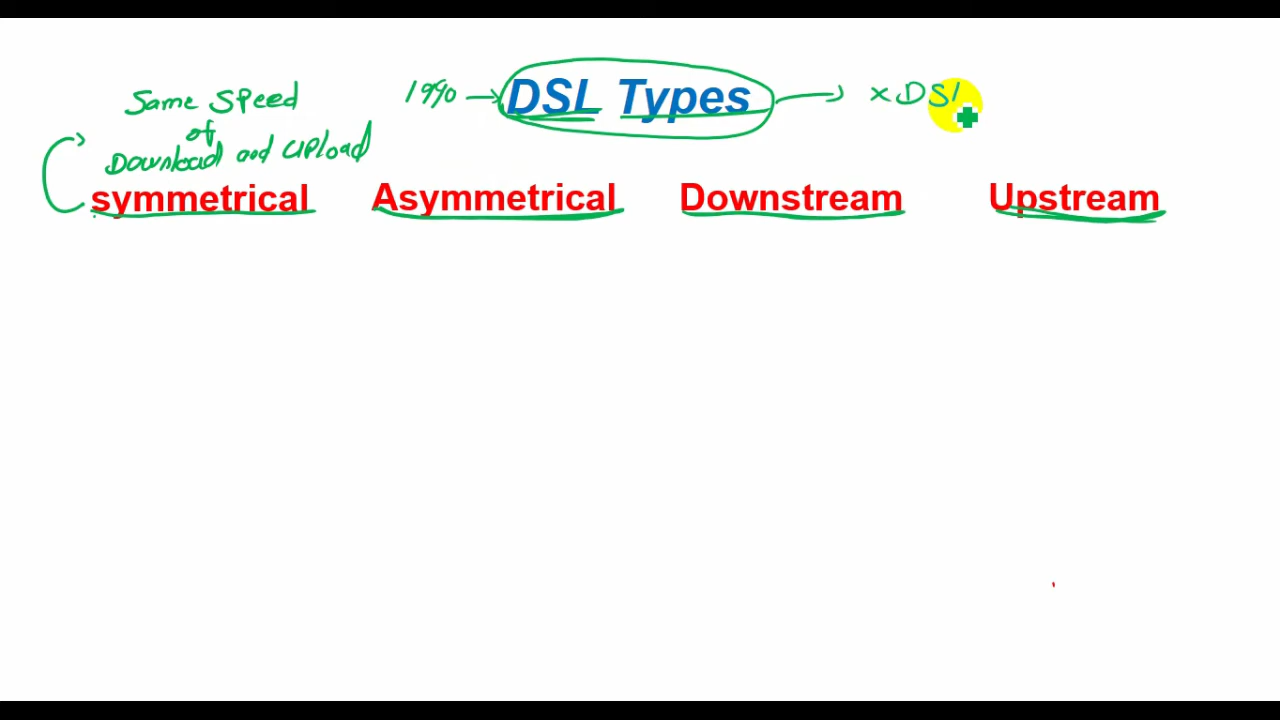 1990 DSL Types xDSL
Same Speed
of
Download and Upload
symmetrical Asymmetrical Downstream Upstream